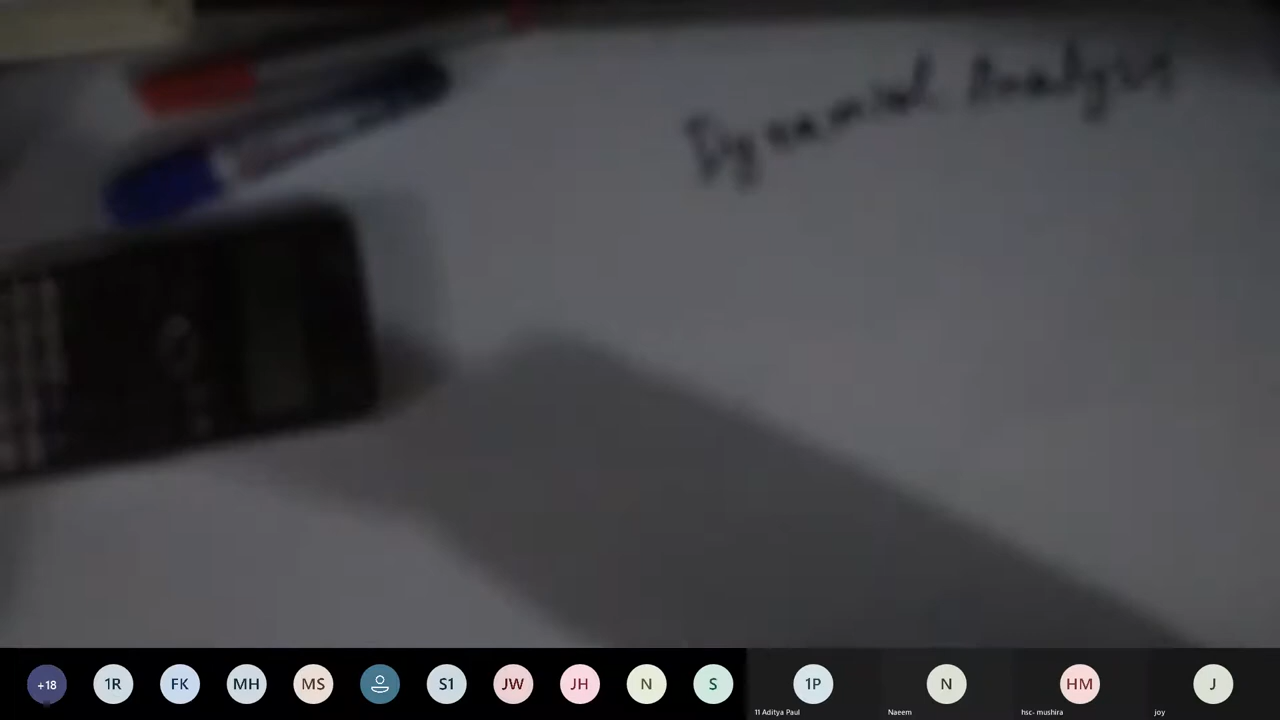 Dynamical Analysis
+18 1R FK MH MS S1 JW JH N S 1P N HM J
11 Aditya Paul Naeem hsc- mushira joy